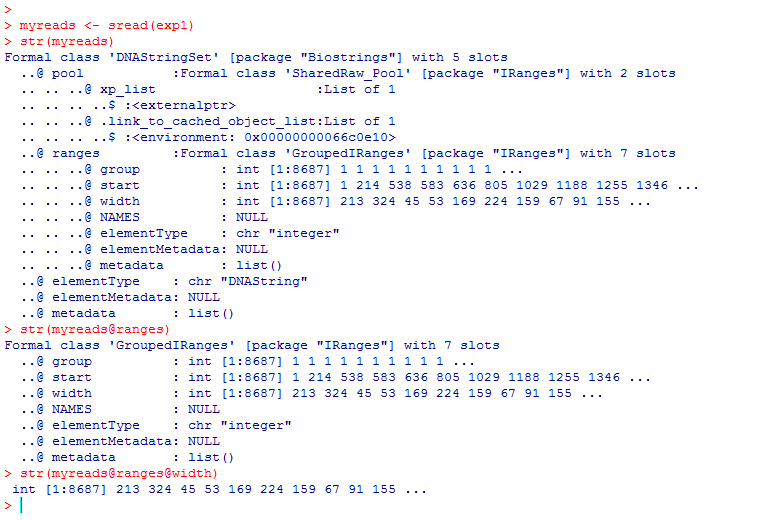 >
> myreads <- sread(exp1)
> str(myreads)
Formal class 'DNAStringSet' [package "Biostrings"] with 5 slots
  ..@ pool           :Formal class 'SharedRaw_Pool' [package "IRanges"] with 2 slots
  .. .. ..@ xp_list                    :List of 1
  .. .. .. ..$ :<externalptr>
  .. .. ..@ .link_to_cached_object_list:List of 1
  .. .. .. ..$ :<environment: 0x00000000066c0e10>
  ..@ ranges         :Formal class 'GroupedIRanges' [package "IRanges"] with 7 slots
  .. .. ..@ group          : int [1:8687] 1 1 1 1 1 1 1 1 1 1 ...
  .. .. ..@ start          : int [1:8687] 1 214 538 583 636 805 1029 1188 1255 1346 ...
  .. .. ..@ width          : int [1:8687] 213 324 45 53 169 224 159 67 91 155 ...
  .. .. ..@ NAMES          : NULL
  .. .. ..@ elementType    : chr "integer"
  .. .. ..@ elementMetadata: NULL
  .. .. ..@ metadata       : list()
  ..@ elementType    : chr "DNAString"
  ..@ elementMetadata: NULL
  ..@ metadata       : list()
> str(myreads@ranges)
Formal class 'GroupedIRanges' [package "IRanges"] with 7 slots
  ..@ group          : int [1:8687] 1 1 1 1 1 1 1 1 1 1 ...
  ..@ start          : int [1:8687] 1 214 538 583 636 805 1029 1188 1255 1346 ...
  ..@ width          : int [1:8687] 213 324 45 53 169 224 159 67 91 155 ...
  ..@ NAMES          : NULL
  ..@ elementType    : chr "integer"
  ..@ elementMetadata: NULL
  ..@ metadata       : list()
> str(myreads@ranges@width)
 int [1:8687] 213 324 45 53 169 224 159 67 91 155 ...
>